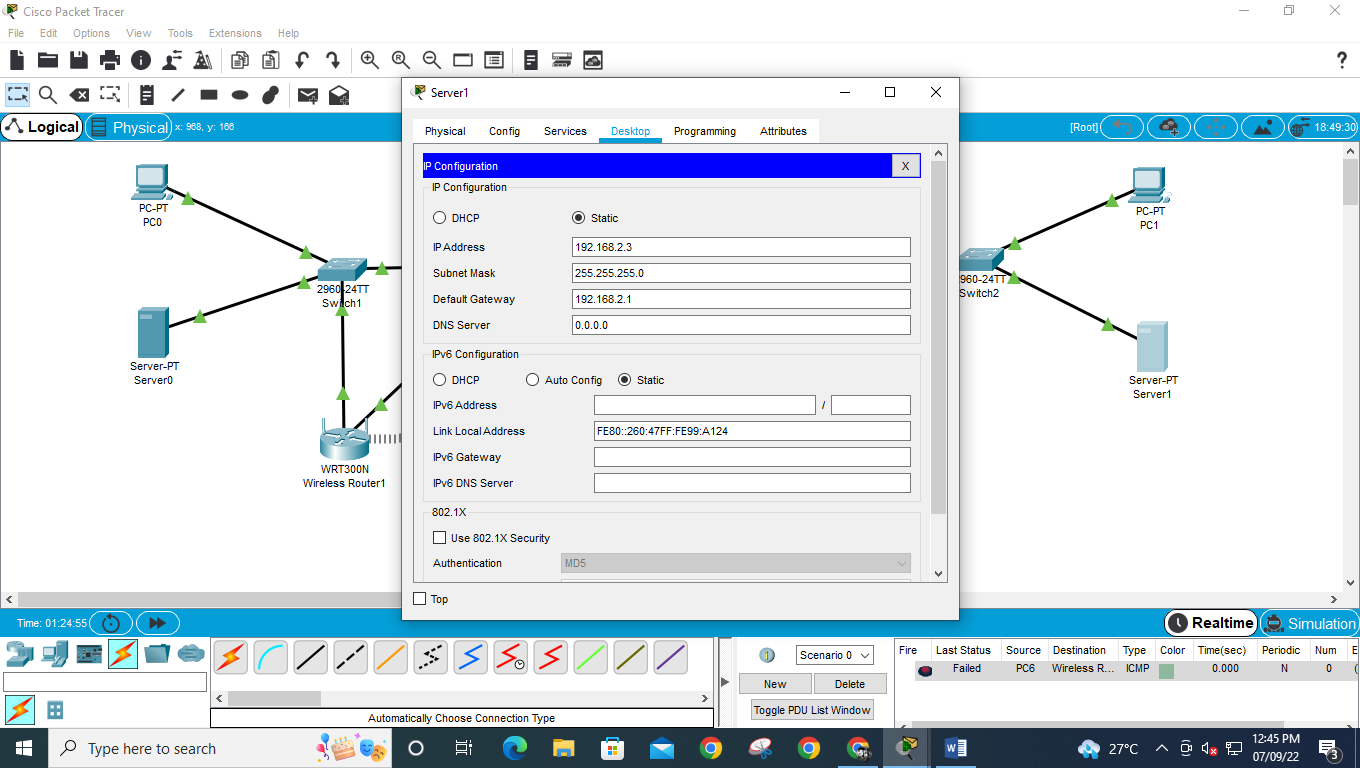 Cisco Packet Tracer
File Edit Options View Tools Extensions Help
Server1
Logical Physical x: 968, y: 166
[Root] 18:49:30
Physical Config Services Desktop Programming Attributes
IP Configuration X
IP Configuration
DHCP Static
IP Address 192.168.2.3
Subnet Mask 255.255.255.0
Default Gateway 192.168.2.1
DNS Server 0.0.0.0
IPv6 Configuration
DHCP Auto Config Static
IPv6 Address /
Link Local Address FE80::260:47FF:FE99:A124
IPv6 Gateway
IPv6 DNS Server
802.1X
Use 802.1X Security
Authentication MD5
Top
PC-PT
PC0
2960-24TT
Switch1
Server-PT
Server0
WRT300N
Wireless Router1
PC-PT
PC1
960-24TT
Switch2
Server-PT
Server1
Time: 01:24:55
Realtime Simulation
Automatically Choose Connection Type
Scenario 0
New Delete
Toggle PDU List Window
Fire Last Status Source Destination Type Color Time(sec) Periodic Num E
Failed PC6 Wireless R... ICMP 0.000 N 0 (
Type here to search
27°C
12:45 PM
07/09/22
3